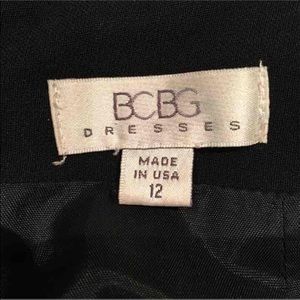 BCBG
DRESSES
MADE
IN USA
12